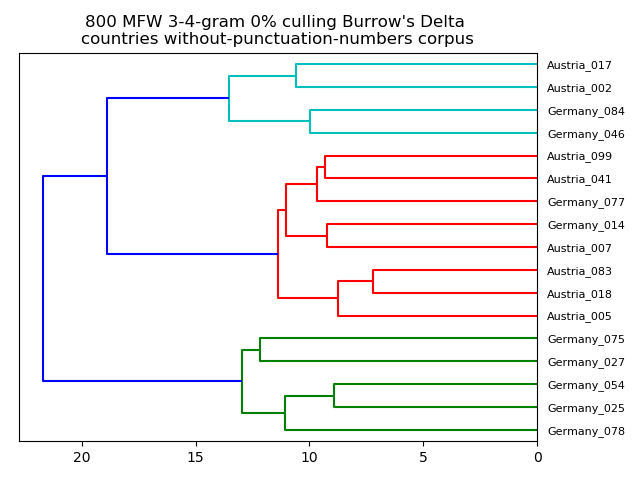 800 MFW 3-4-gram 0% culling Burrow's Delta
countries without-punctuation-numbers corpus
Austria_017
Austria_002
Germany_084
Germany_046
Austria_099
Austria_041
Germany_077
Germany_014
Austria_007
Austria_083
Austria_018
Austria_005
Germany_075
Germany_027
Germany_054
Germany_025
Germany_078
20 15 10 5 0